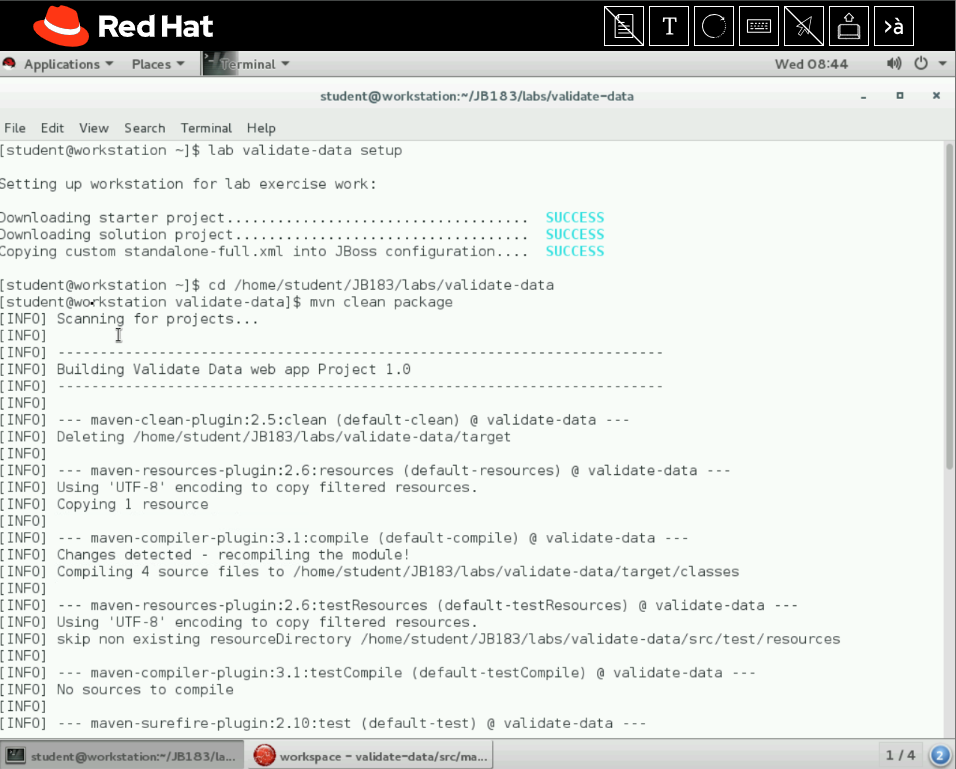 Red Hat
T
>à
Applications Places Terminal Wed 08:44
student@workstation:~/JB183/labs/validate-data
File Edit View Search Terminal Help
[student@workstation ~]$ lab validate-data setup
Setting up workstation for lab exercise work:
Downloading starter project................................... SUCCESS
Downloading solution project.................................. SUCCESS
Copying custom standalone-full.xml into JBoss configuration.... SUCCESS
[student@workstation ~]$ cd /home/student/JB183/labs/validate-data
[student@workstation validate-data]$ mvn clean package
[INFO] Scanning for projects...
[INFO]
[INFO] ------------------------------------------------------------------------
[INFO] Building Validate Data web app Project 1.0
[INFO] ------------------------------------------------------------------------
[INFO]
[INFO] --- maven-clean-plugin:2.5:clean (default-clean) @ validate-data ---
[INFO] Deleting /home/student/JB183/labs/validate-data/target
[INFO]
[INFO] --- maven-resources-plugin:2.6:resources (default-resources) @ validate-data ---
[INFO] Using 'UTF-8' encoding to copy filtered resources.
[INFO] Copying 1 resource
[INFO]
[INFO] --- maven-compiler-plugin:3.1:compile (default-compile) @ validate-data ---
[INFO] Changes detected - recompiling the module!
[INFO] Compiling 4 source files to /home/student/JB183/labs/validate-data/target/classes
[INFO]
[INFO] --- maven-resources-plugin:2.6:testResources (default-testResources) @ validate-data ---
[INFO] Using 'UTF-8' encoding to copy filtered resources.
[INFO] skip non existing resourceDirectory /home/student/JB183/labs/validate-data/src/test/resources
[INFO]
[INFO] --- maven-compiler-plugin:3.1:testCompile (default-testCompile) @ validate-data ---
[INFO] No sources to compile
[INFO]
[INFO] --- maven-surefire-plugin:2.10:test (default-test) @ validate-data ---
student@workstation:~/JB183/la... workspace - validate-data/src/ma... 1 / 4 2